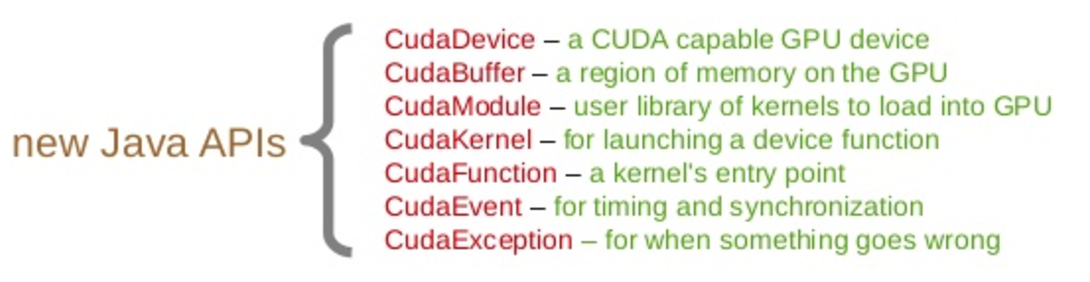 new Java APIs
CudaDevice – a CUDA capable GPU device
CudaBuffer – a region of memory on the GPU
CudaModule – user library of kernels to load into GPU
CudaKernel – for launching a device function
CudaFunction – a kernel's entry point
CudaEvent – for timing and synchronization
CudaException – for when something goes wrong